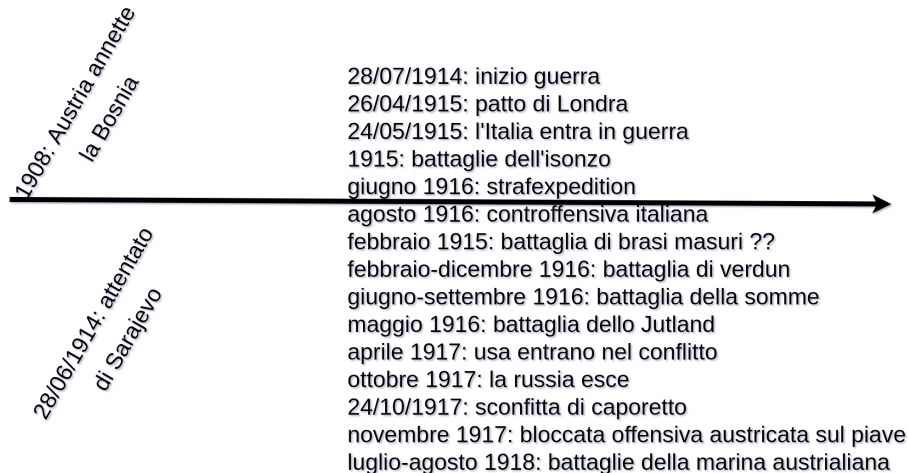 1908: Austria annette
la Bosnia
28/06/1914: attentato
di Sarajevo
28/07/1914: inizio guerra
26/04/1915: patto di Londra
24/05/1915: l'Italia entra in guerra
1915: battaglie dell'isonzo
giugno 1916: strafexpedition
agosto 1916: controffensiva italiana
febbraio 1915: battaglia di brasi masuri ??
febbraio-dicembre 1916: battaglia di verdun
giugno-settembre 1916: battaglia della somme
maggio 1916: battaglia dello Jutland
aprile 1917: usa entrano nel conflitto
ottobre 1917: la russia esce
24/10/1917: sconfitta di caporetto
novembre 1917: bloccata offensiva austricata sul piave
luglio-agosto 1918: battaglie della marina austrialiana